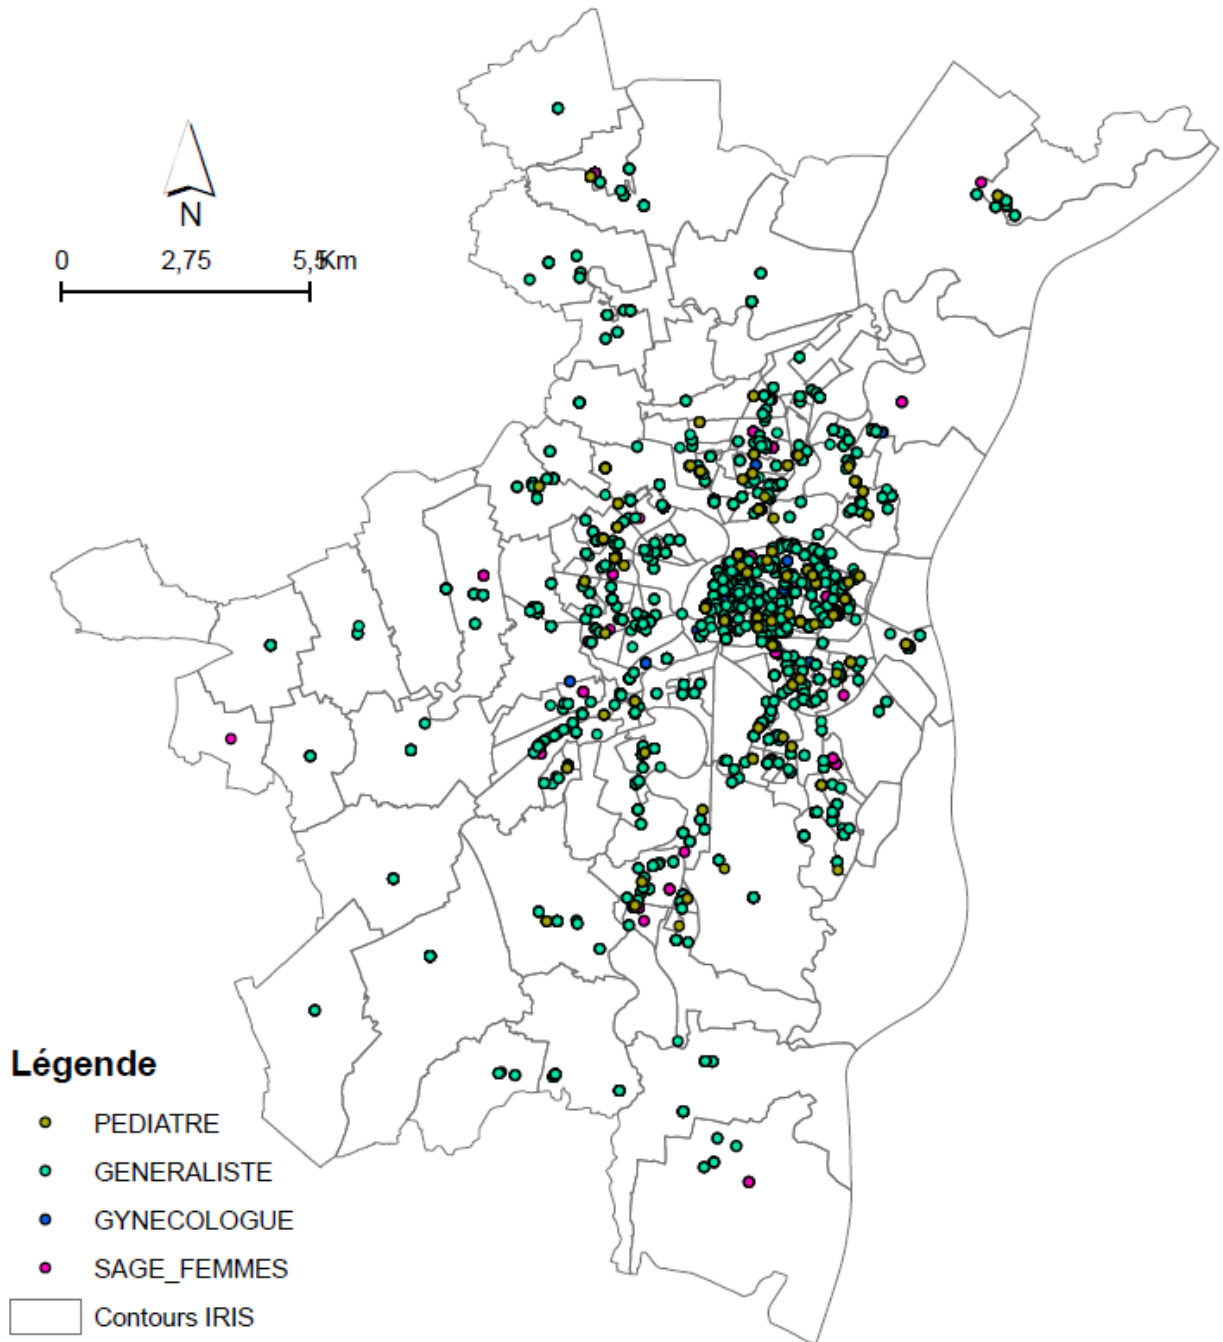 N
0 2,75 5,5Km
Légende
PEDIATRE
GENERALISTE
GYNECOLOGUE
SAGE_FEMMES
Contours IRIS